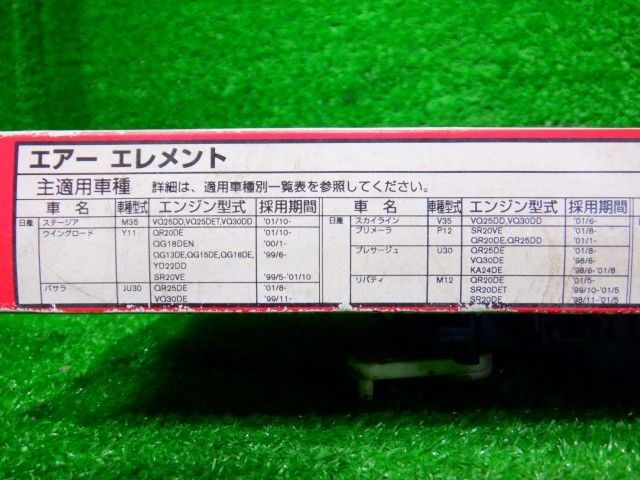 エアー エレメント
主適用車種 詳細は、適用車種別一覧表を参照してください。
車 名 車種型式 エンジン型式 採用期間
日産 ステージア M35 VQ25DD,VQ25DET,VQ30DD '01/10-
ウイングロード Y11 QR20DE '01/10-
QG18DEN '00/1-
QG13DE,QG15DE,QG18DE, '99/6-
YD22DD
SR20VE '99/5-'01/10
バサラ JU30 QR25DE '01/8-
VQ30DE '99/11-
車 名 車種型式 エンジン型式 採用期間
スカイライン V35 VQ25DD,VQ30DD '01/6-
プリメーラ P12 SR20VE '01/8-
QR20DE,QR25DD '01/1-
プレサージュ U30 QR25DE '01/8-
VQ30DE '98/6-
KA24DE '98/6-'01/8
リバティ M12 QR20DE '01/5-
SR20DET '99/10-'01/5
SR20DE '98/11-'01/5